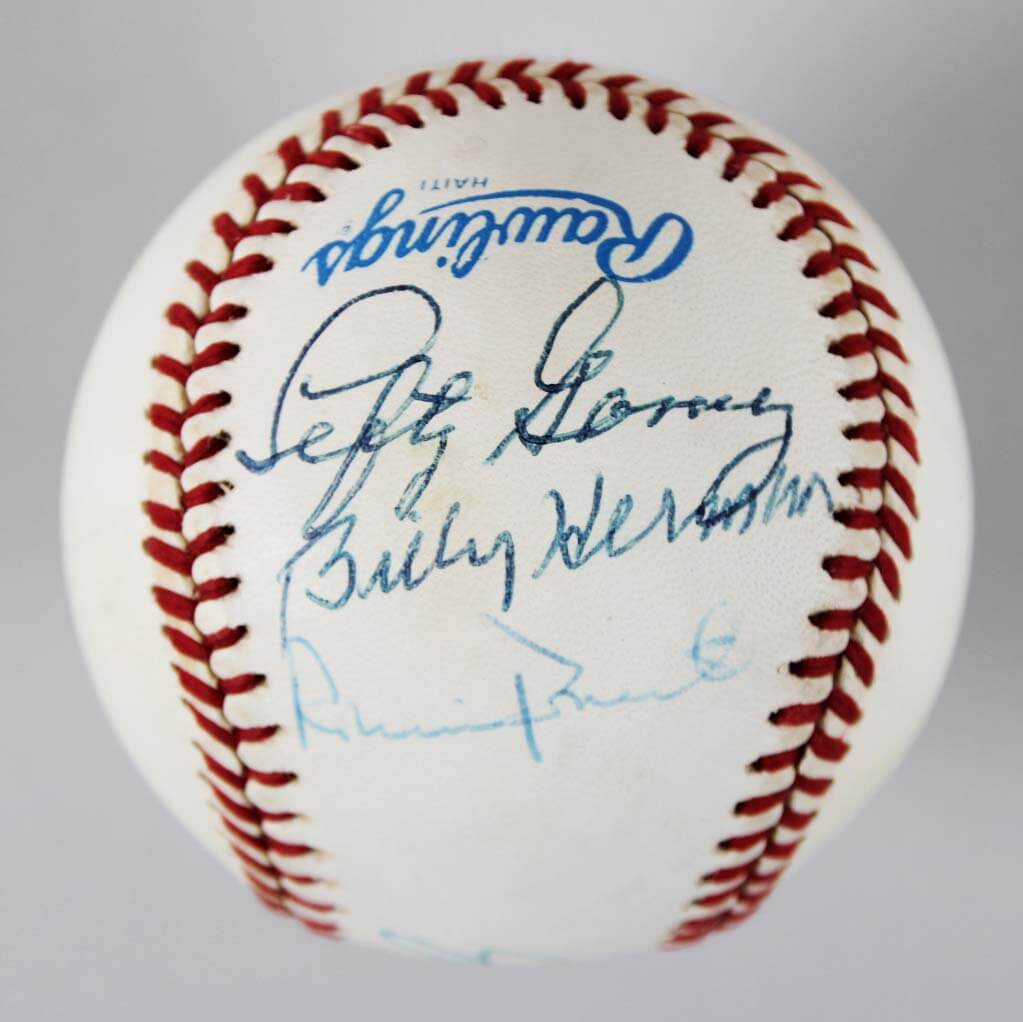 Rawlings
HAITI
Lefty Gomez
Billy Herman